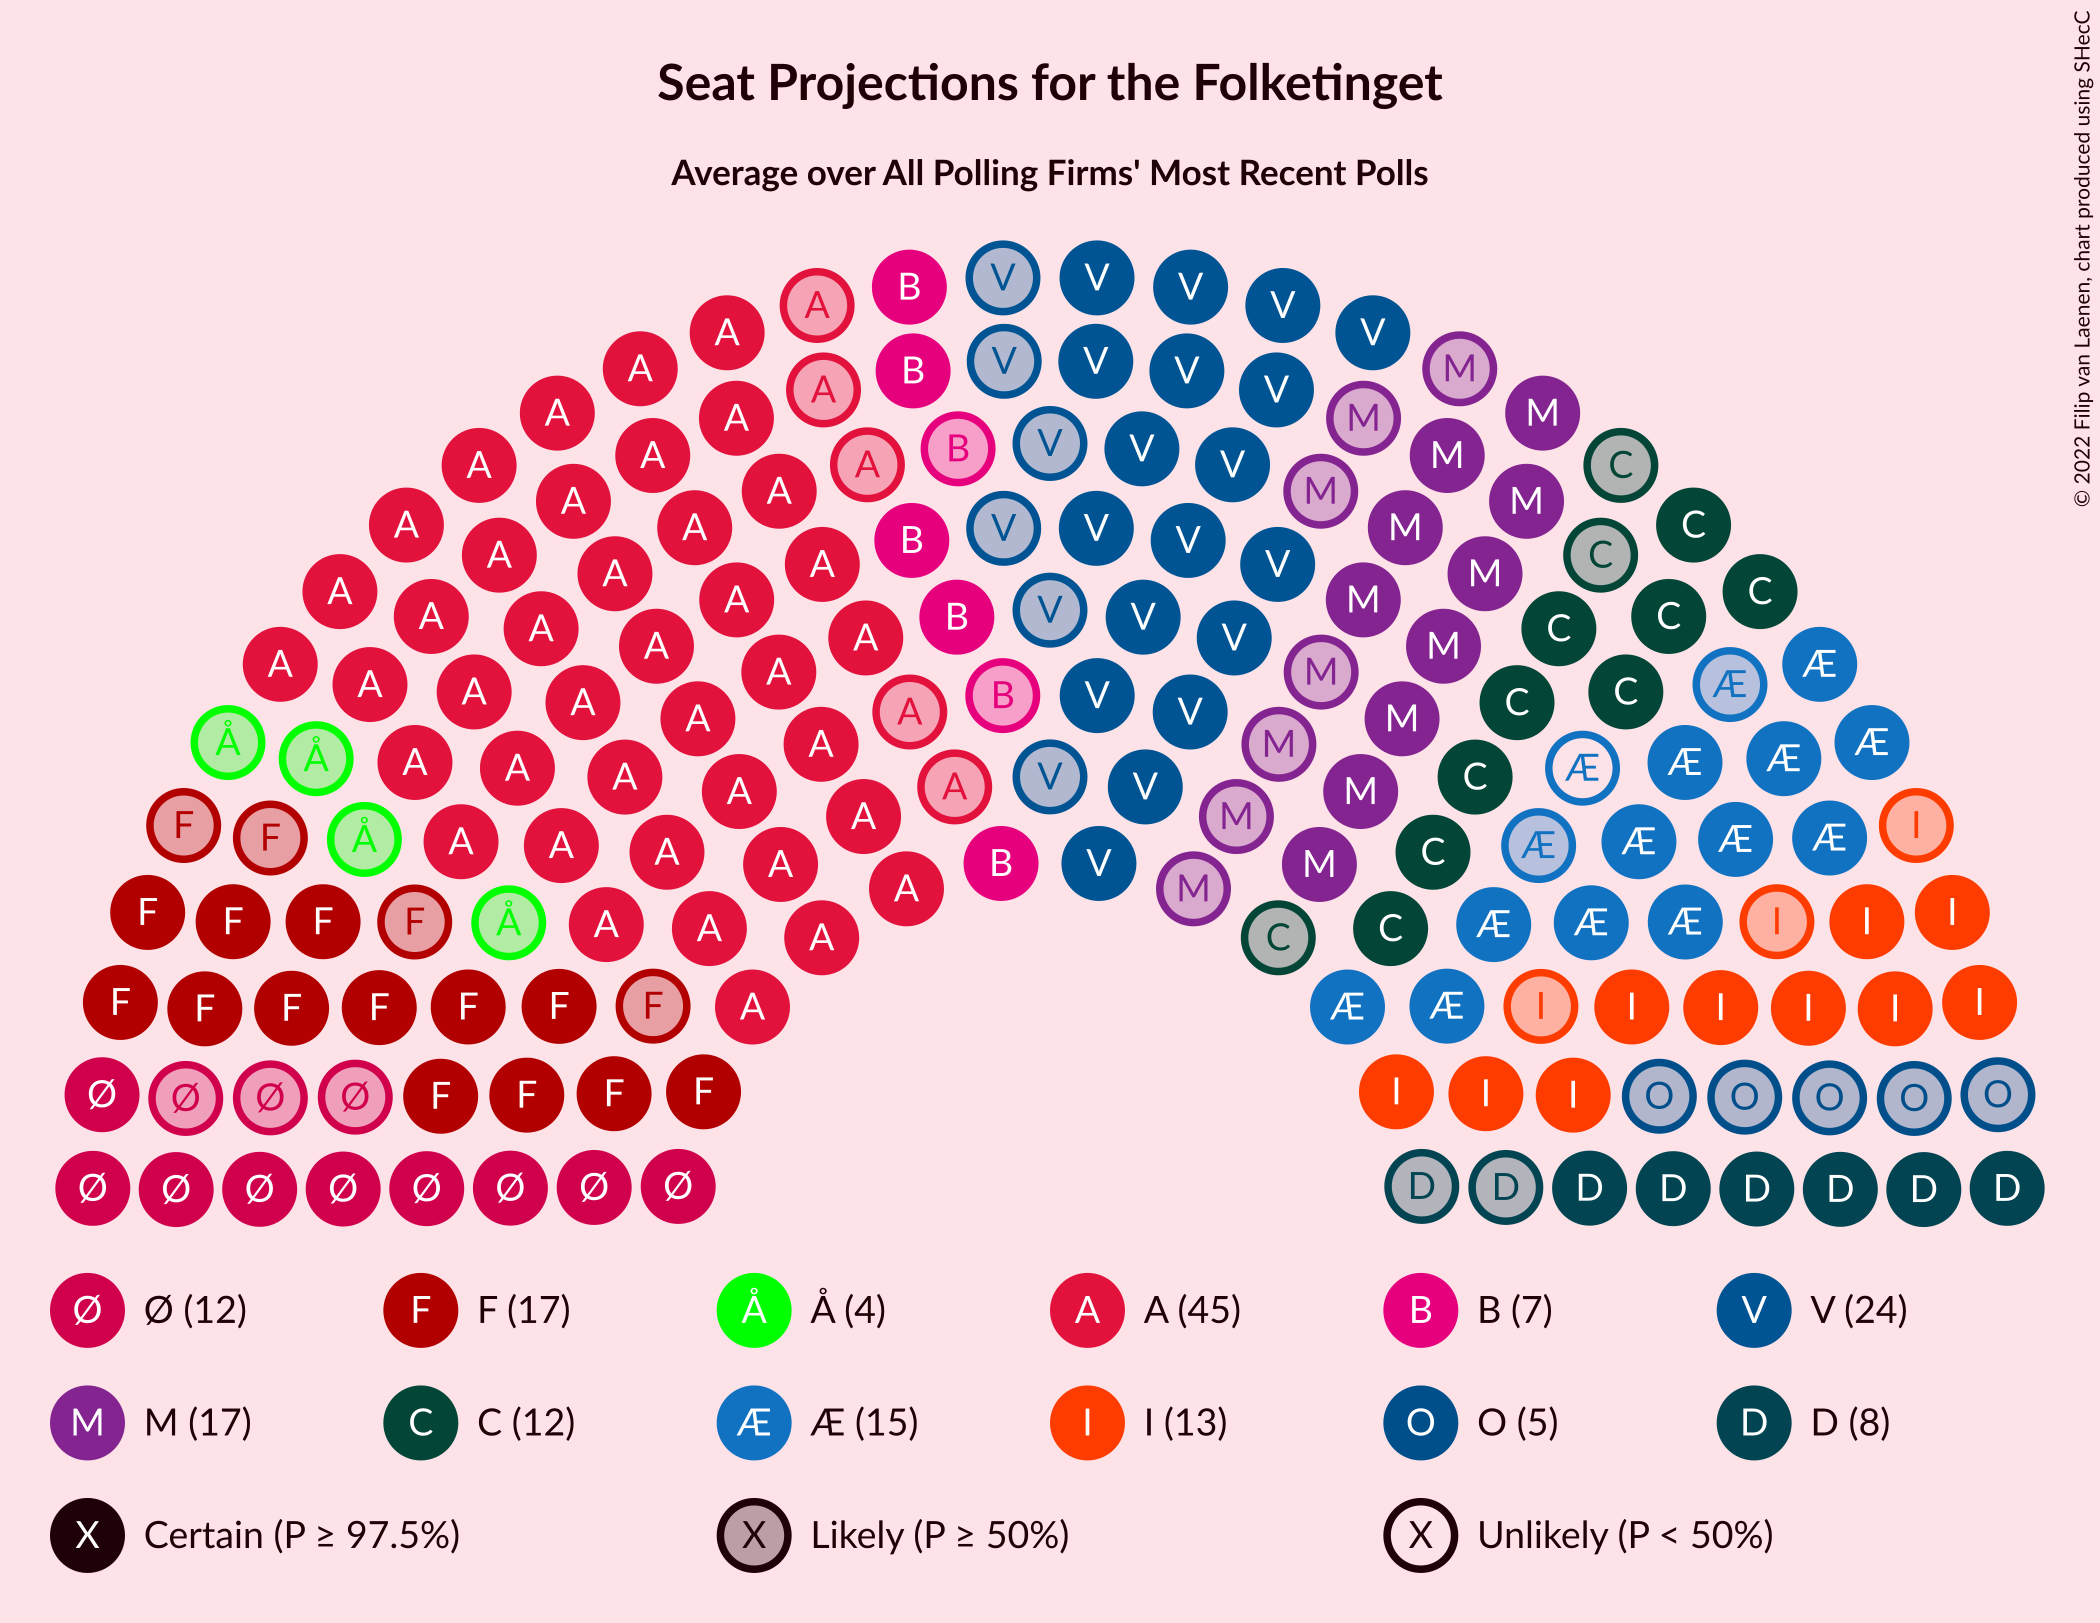 Seat Projections for the Folketinget
Average over All Polling Firms' Most Recent Polls
© 2022 Filip van Laenen, chart produced using SHecC
A B V V V V
A V
A A B V V V V M
A A M M
A A A B V V V M C
A A M M
A A A A B V V V V M C C
A A A M M C
A A A B V V V C C
A A A M M Æ
A A A A A B V V M C C Æ
Å Å A A A A M C Æ Æ Æ Æ
A A A V V M M
F F Å A A A A A B V M M C Æ Æ Æ Æ I
F F F F Å A A A C C Æ Æ Æ I I I
F F F F F F F A Æ Æ I I I I I I
Ø Ø Ø Ø F F F F I I I O O O O O
Ø Ø Ø Ø Ø Ø Ø Ø D D D D D D D D
Ø Ø (12) F F (17) Å Å (4) A A (45) B B (7) V V (24)
M M (17) C C (12) Æ Æ (15) I I (13) O O (5) D D (8)
X Certain (P ≥ 97.5%) X Likely (P ≥ 50%) X Unlikely (P < 50%)